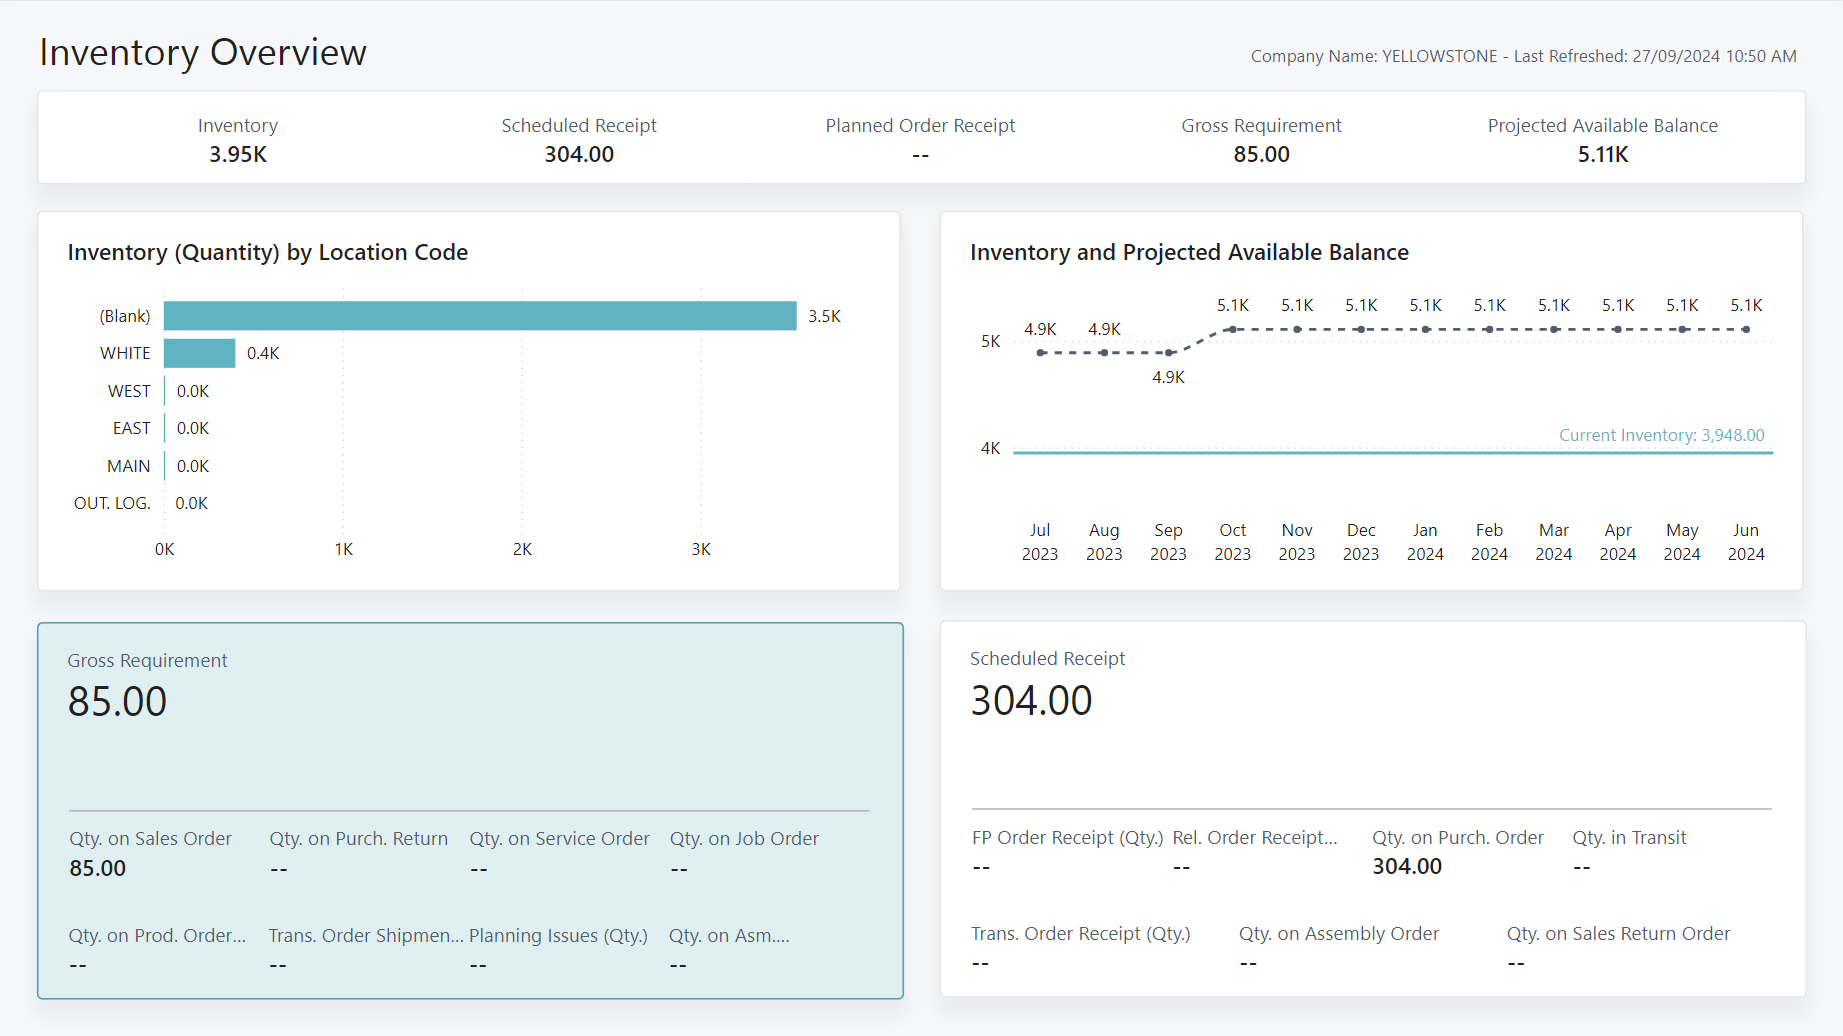 Inventory Overview
Company Name: YELLOWSTONE - Last Refreshed: 27/09/2024 10:50 AM
Inventory
3.95K
Scheduled Receipt
304.00
Planned Order Receipt
--
Gross Requirement
85.00
Projected Available Balance
5.11K
Inventory (Quantity) by Location Code
(Blank) 3.5K
WHITE 0.4K
WEST 0.0K
EAST 0.0K
MAIN 0.0K
OUT. LOG. 0.0K
0K 1K 2K 3K
Inventory and Projected Available Balance
5.1K 5.1K 5.1K 5.1K 5.1K 5.1K 5.1K 5.1K 5.1K
4.9K 4.9K
5K
4.9K
Current Inventory: 3,948.00
4K
Jul Aug Sep Oct Nov Dec Jan Feb Mar Apr May Jun
2023 2023 2023 2023 2023 2023 2024 2024 2024 2024 2024 2024
Gross Requirement
85.00
Qty. on Sales Order Qty. on Purch. Return Qty. on Service Order Qty. on Job Order
85.00 -- -- --
Qty. on Prod. Order... Trans. Order Shipmen... Planning Issues (Qty.) Qty. on Asm....
-- -- -- --
Scheduled Receipt
304.00
FP Order Receipt (Qty.) Rel. Order Receipt... Qty. on Purch. Order Qty. in Transit
-- -- 304.00 --
Trans. Order Receipt (Qty.) Qty. on Assembly Order Qty. on Sales Return Order
-- -- --